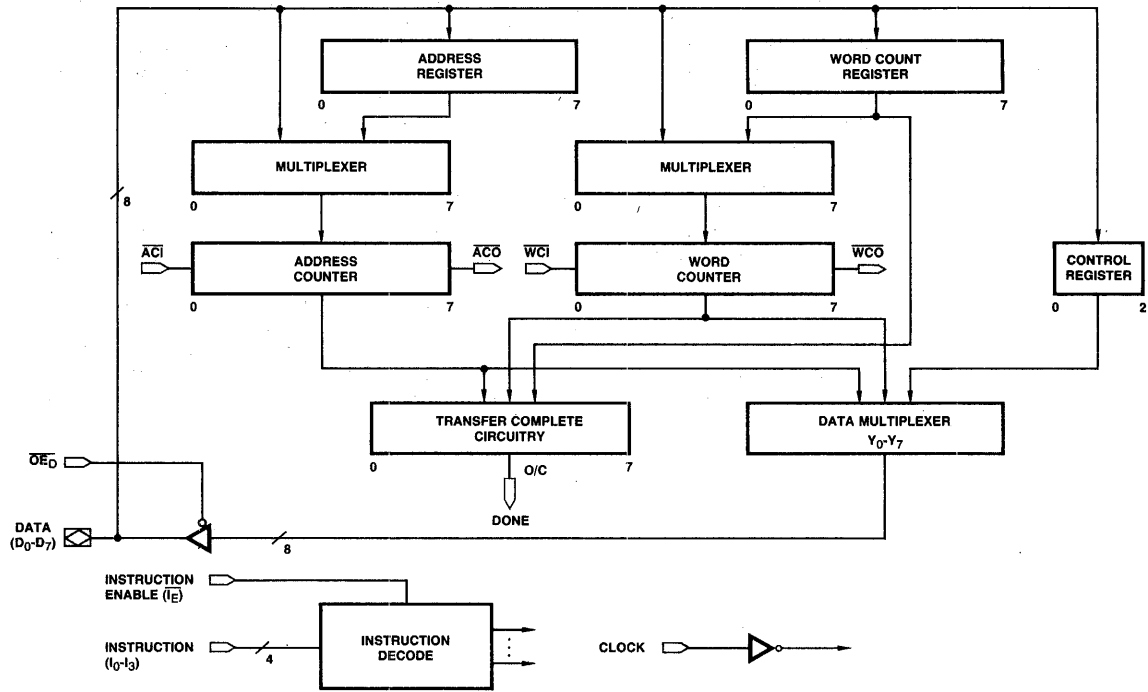 ADDRESS
REGISTER
0 7
WORD COUNT
REGISTER
0 7
MULTIPLEXER
0 7
MULTIPLEXER
0 7
8
ACI
ADDRESS
COUNTER
0 7
ACO
WCI
WORD
COUNTER
0 7
WCO
CONTROL
REGISTER
0 2
TRANSFER COMPLETE
CIRCUITRY
0 7
DATA MULTIPLEXER
Y0-Y7
O/C
DONE
OED
DATA
(D0-D7)
8
INSTRUCTION
ENABLE (IE)
INSTRUCTION
(I0-I3)
4
INSTRUCTION
DECODE
CLOCK